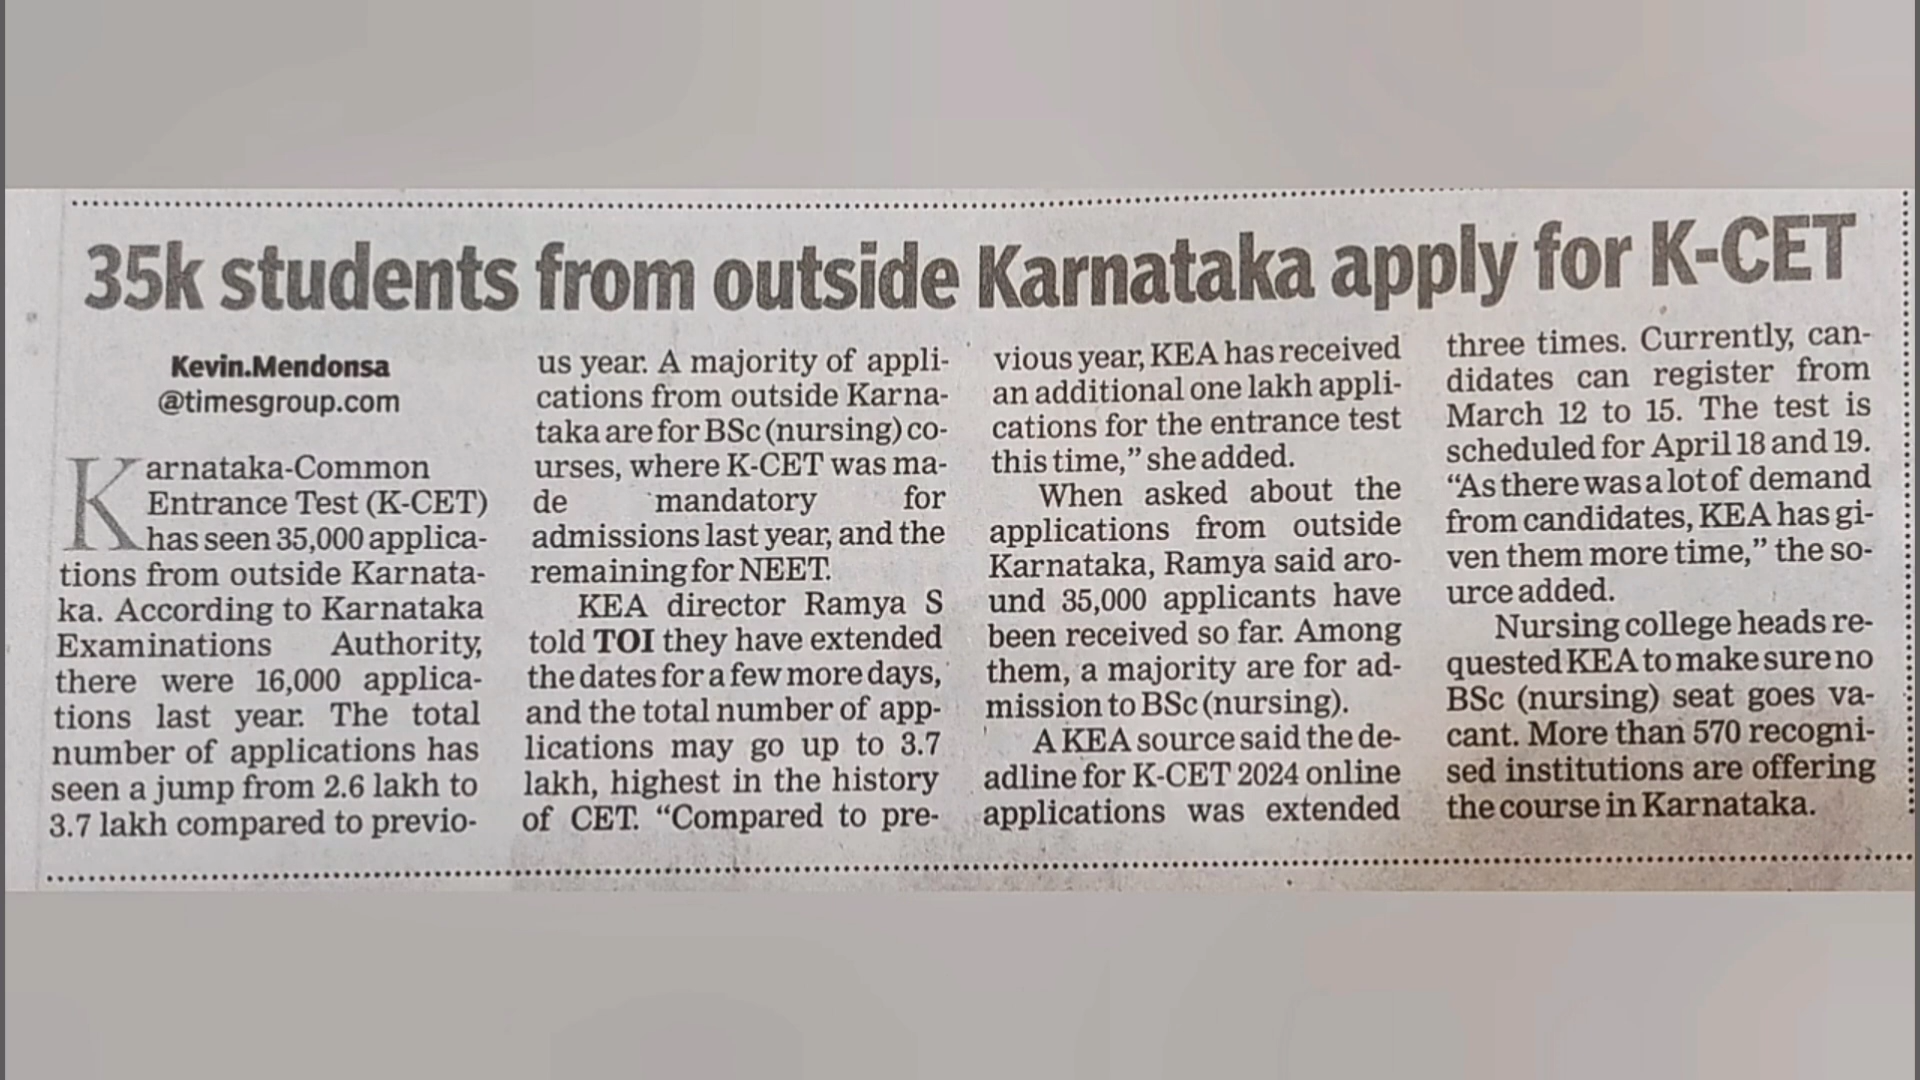 35k students from outside Karnataka apply for K-CET
Kevin.Mendonsa
@timesgroup.com
Karnataka-Common
Entrance Test (K-CET)
has seen 35,000 applica-
tions from outside Karnata-
ka. According to Karnataka
Examinations Authority,
there were 16,000 applica-
tions last year. The total
number of applications has
seen a jump from 2.6 lakh to
3.7 lakh compared to previo-
us year. A majority of appli-
cations from outside Karna-
taka are for BSc (nursing) co-
urses, where K-CET was ma-
de mandatory for
admissions last year, and the
remaining for NEET.
KEA director Ramya S
told TOI they have extended
the dates for a few more days,
and the total number of app-
lications may go up to 3.7
lakh, highest in the history
of CET. “Compared to pre-
vious year, KEA has received
an additional one lakh appli-
cations for the entrance test
this time,” she added.
When asked about the
applications from outside
Karnataka, Ramya said aro-
und 35,000 applicants have
been received so far. Among
them, a majority are for ad-
mission to BSc (nursing).
A KEA source said the de-
adline for K-CET 2024 online
applications was extended
three times. Currently, can-
didates can register from
March 12 to 15. The test is
scheduled for April 18 and 19.
“As there was a lot of demand
from candidates, KEA has gi-
ven them more time,” the so-
urce added.
Nursing college heads re-
quested KEA to make sure no
BSc (nursing) seat goes va-
cant. More than 570 recogni-
sed institutions are offering
the course in Karnataka.